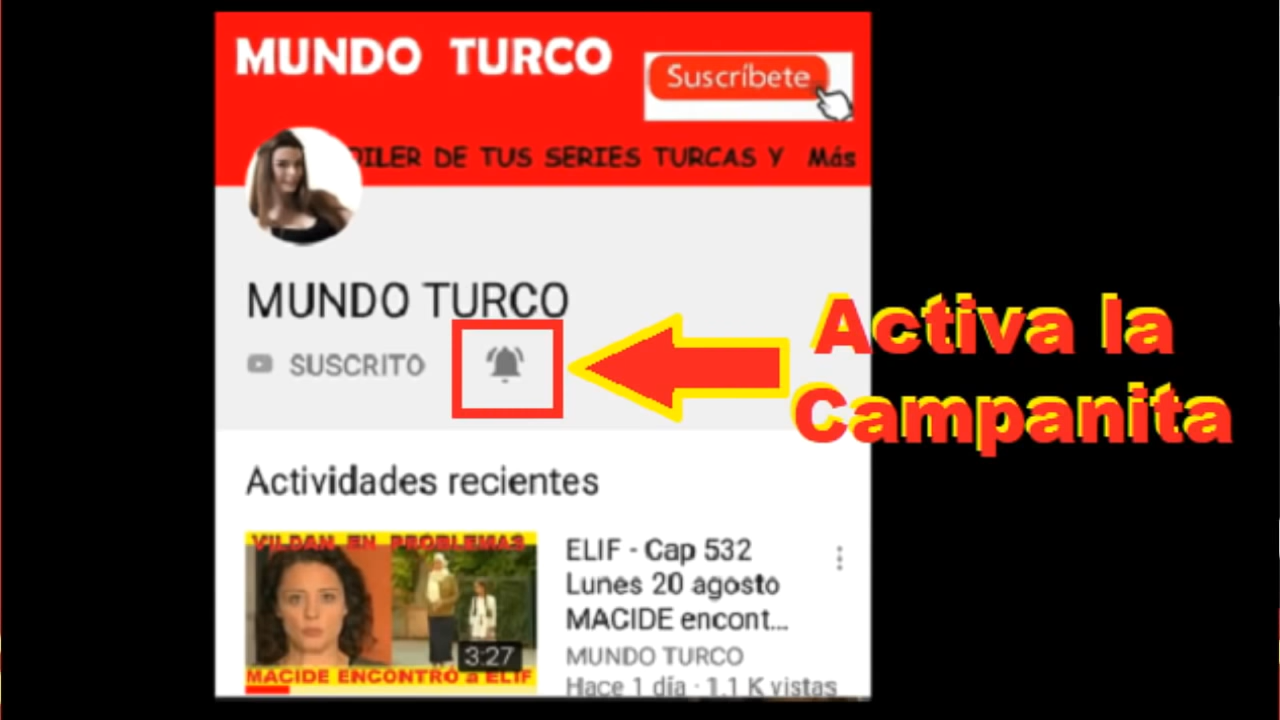 MUNDO TURCO
Suscríbete
OILER DE TUS SERIES TURCAS Y Más
MUNDO TURCO
SUSCRITO
Activa la
Campanita
Actividades recientes
VILDAN EN PROBLEMAS
3:27
MACIDE ENCONTRÓ a ELIF
ELIF - Cap 532
Lunes 20 agosto
MACIDE encont...
MUNDO TURCO
Hace 1 día · 1.1 K vistas